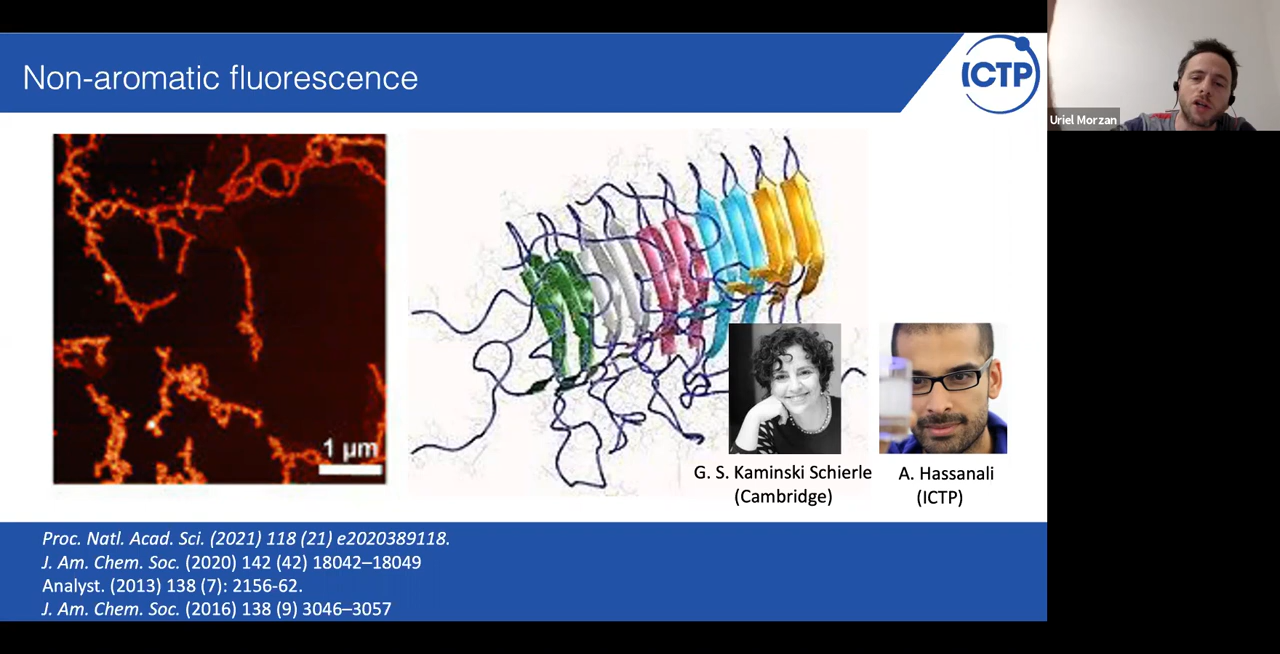 Non-aromatic fluorescence
ICTP
Uriel Morzan
1 μm
G. S. Kaminski Schierle
(Cambridge)
A. Hassanali
(ICTP)
Proc. Natl. Acad. Sci. (2021) 118 (21) e2020389118.
J. Am. Chem. Soc. (2020) 142 (42) 18042–18049
Analyst. (2013) 138 (7): 2156-62.
J. Am. Chem. Soc. (2016) 138 (9) 3046–3057